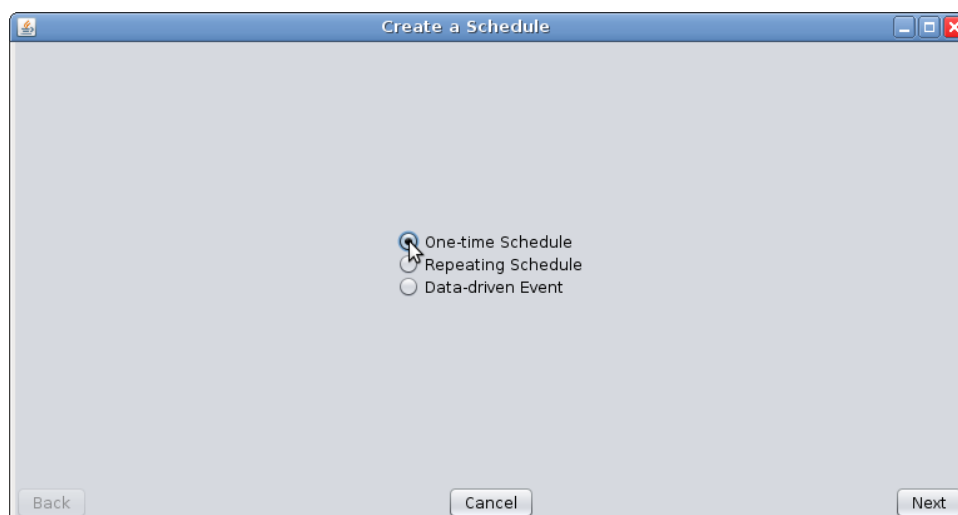 Create a Schedule
One-time Schedule
Repeating Schedule
Data-driven Event
Back Cancel Next